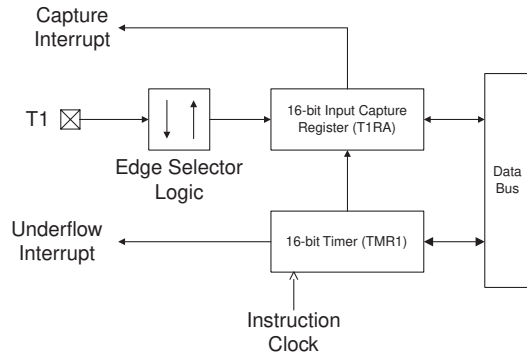 Capture
Interrupt
T1
16-bit Input Capture
Register (T1RA)
Edge Selector
Logic
Data
Bus
Underflow
Interrupt
16-bit Timer (TMR1)
Instruction
Clock